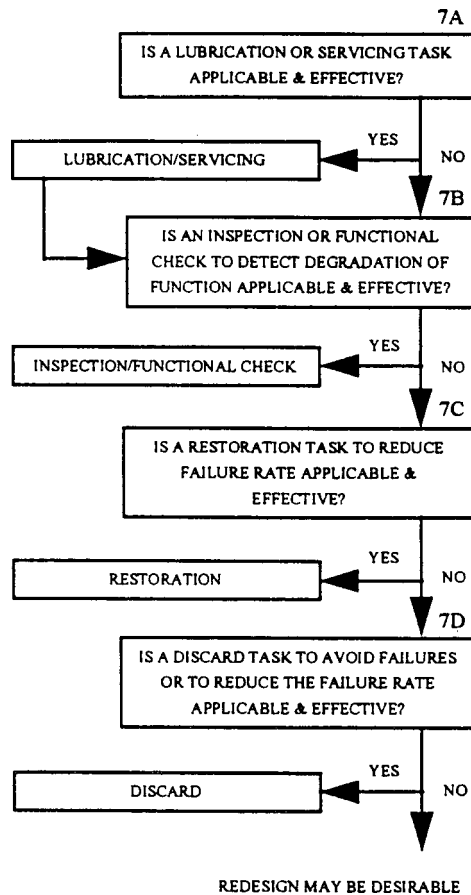 7A
IS A LUBRICATION OR SERVICING TASK
APPLICABLE & EFFECTIVE?
YES
LUBRICATION/SERVICING
NO
7B
IS AN INSPECTION OR FUNCTIONAL
CHECK TO DETECT DEGRADATION OF
FUNCTION APPLICABLE & EFFECTIVE?
YES
INSPECTION/FUNCTIONAL CHECK
NO
7C
IS A RESTORATION TASK TO REDUCE
FAILURE RATE APPLICABLE &
EFFECTIVE?
YES
RESTORATION
NO
7D
IS A DISCARD TASK TO AVOID FAILURES
OR TO REDUCE THE FAILURE RATE
APPLICABLE & EFFECTIVE?
YES
DISCARD
NO
REDESIGN MAY BE DESIRABLE